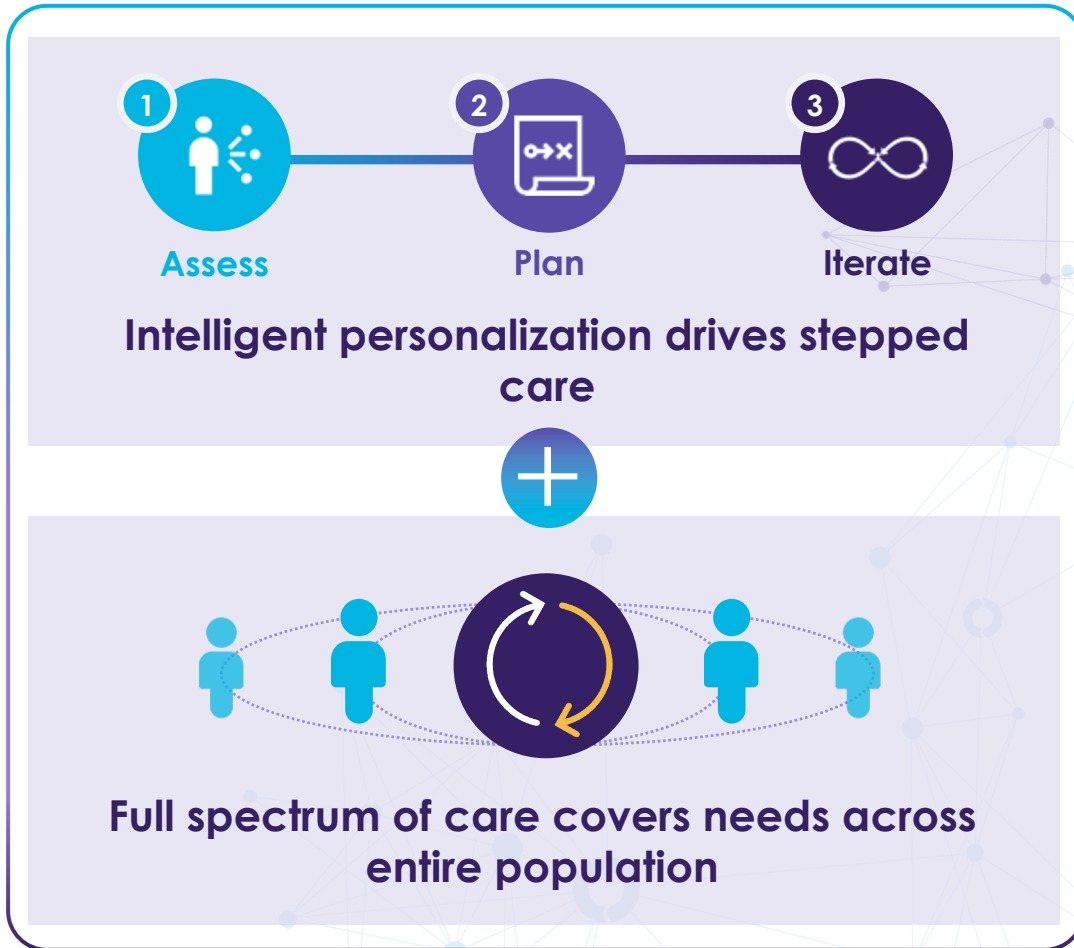 1
2
3
Assess
Plan
Iterate
Intelligent personalization drives stepped
care
Full spectrum of care covers needs across
entire population